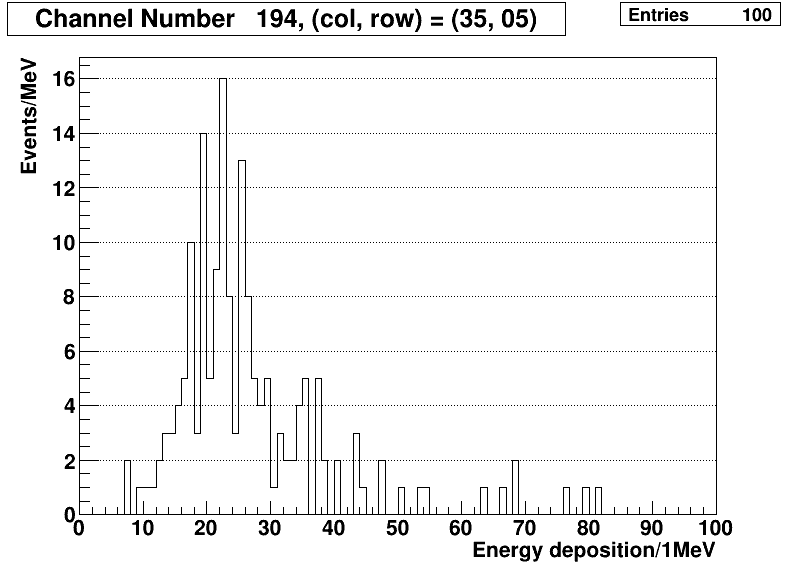 Channel Number 194, (col, row) = (35, 05)
Entries 100
Events/MeV
16
14
12
10
8
6
4
2
0
0 10 20 30 40 50 60 70 80 90 100
Energy deposition/1MeV